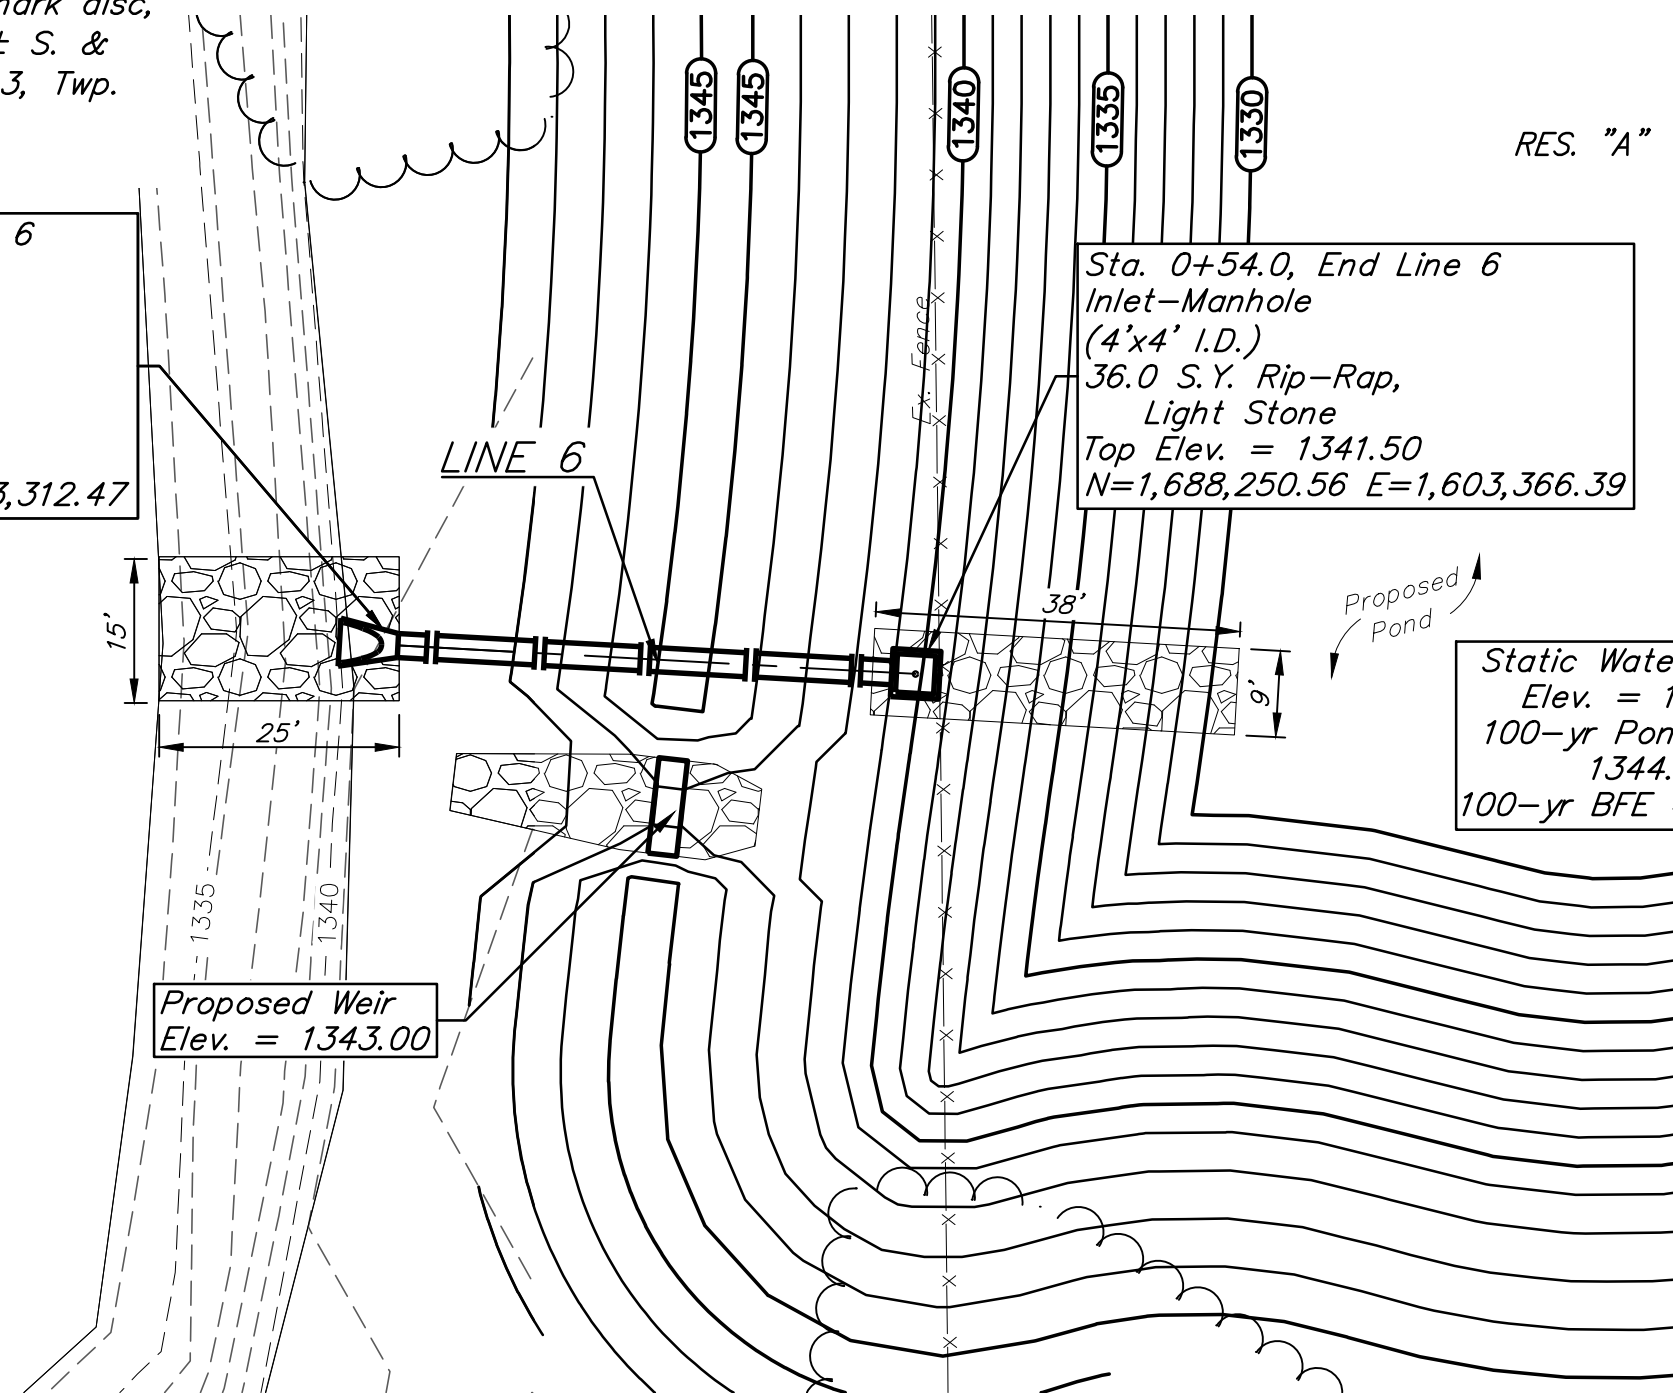 mark disc,
S. &
3, Twp.
6
3,312.47
1345
1345
1340
1335
1330
RES. "A"
Sta. 0+54.0, End Line 6
Inlet-Manhole
(4'x4' I.D.)
36.0 S.Y. Rip-Rap,
Light Stone
Top Elev. = 1341.50
N=1,688,250.56 E=1,603,366.39
Ex. Fence
LINE 6
15'
25'
38'
9'
Proposed
Pond
Static Wate
Elev. = 1
100-yr Pon
1344.
100-yr BFE
1335
1340
Proposed Weir
Elev. = 1343.00